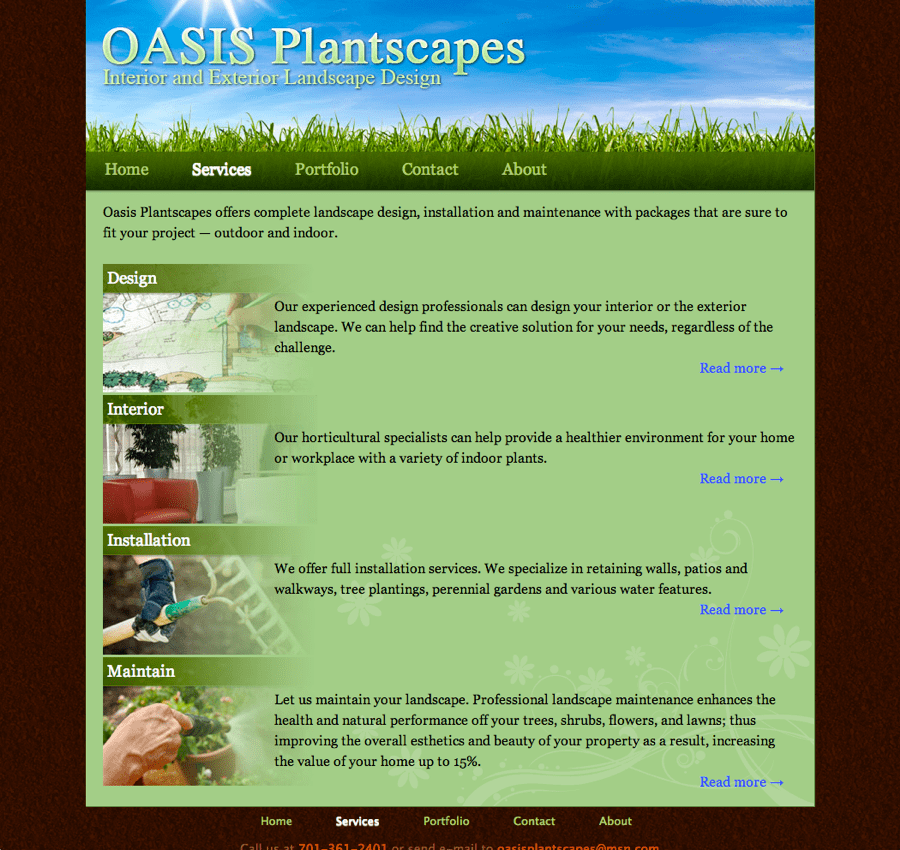 OASIS Plantscapes
Interior and Exterior Landscape Design
Home Services Portfolio Contact About
Oasis Plantscapes offers complete landscape design, installation and maintenance with packages that are sure to
fit your project — outdoor and indoor.
Design
Our experienced design professionals can design your interior or the exterior
landscape. We can help find the creative solution for your needs, regardless of the
challenge.
Read more →
Interior
Our horticultural specialists can help provide a healthier environment for your home
or workplace with a variety of indoor plants.
Read more →
Installation
We offer full installation services. We specialize in retaining walls, patios and
walkways, tree plantings, perennial gardens and various water features.
Read more →
Maintain
Let us maintain your landscape. Professional landscape maintenance enhances the
health and natural performance off your trees, shrubs, flowers, and lawns; thus
improving the overall esthetics and beauty of your property as a result, increasing
the value of your home up to 15%.
Read more →
Home Services Portfolio Contact About
Call us at 701-361-2401 or send e-mail to oasisplantscapes@msn.com